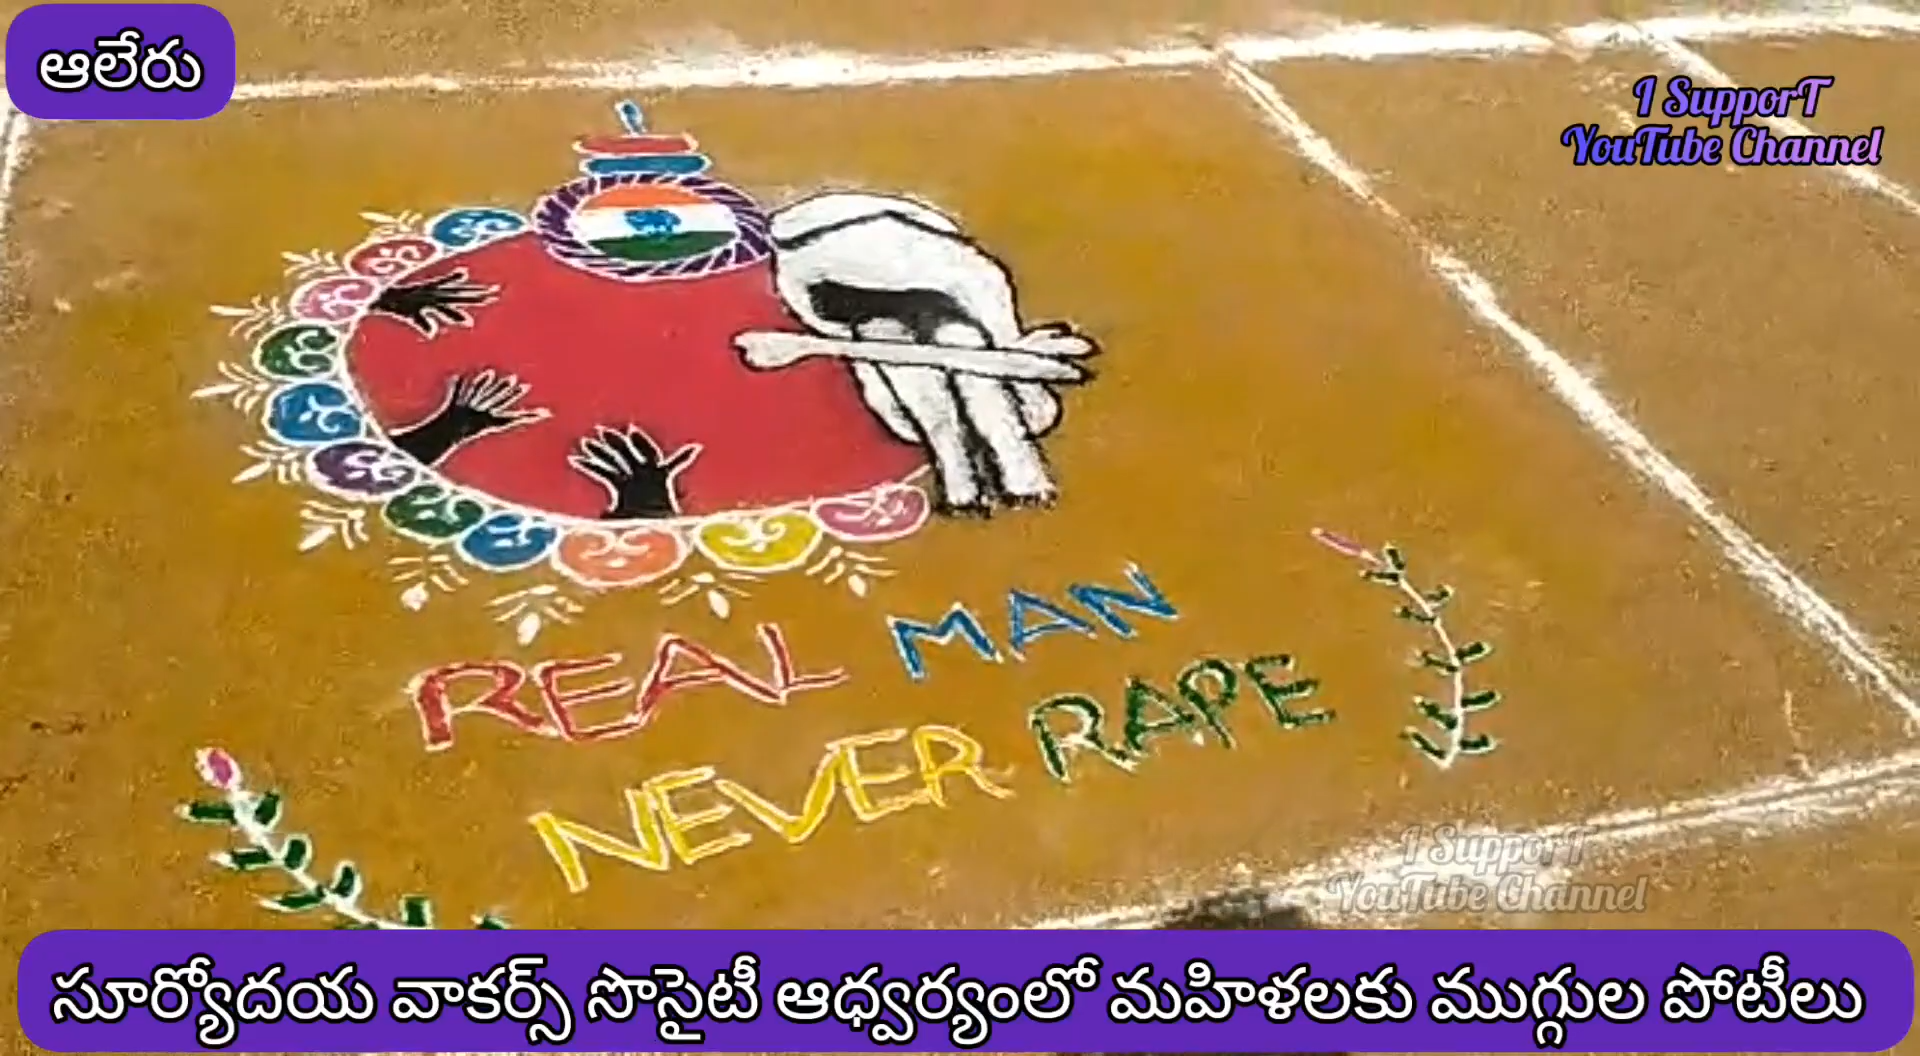 ఆలేరు
I SupporT
YouTube Channel
REAL MAN
NEVER RAPE
I SupporT
YouTube Channel
సూర్యోదయ వాకర్స్ సొసైటీ ఆధ్వర్యంలో మహిళలకు ముగ్గుల పోటీలు